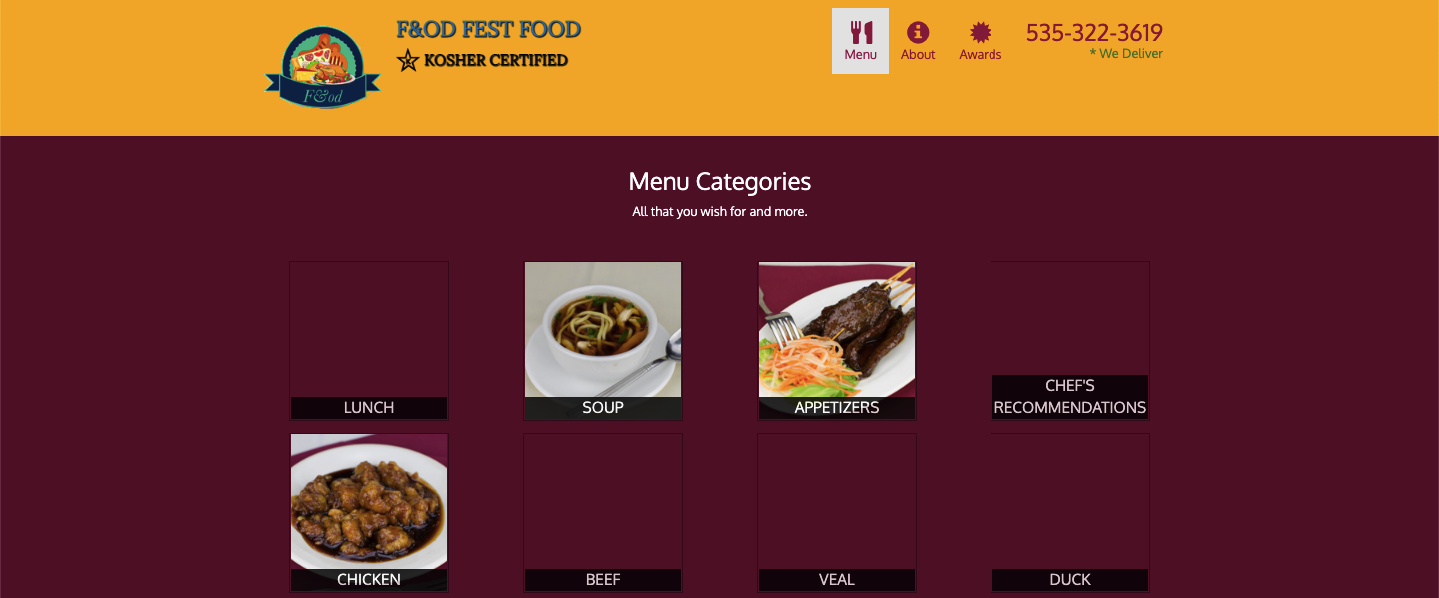 F&OD FEST FOOD
KOSHER CERTIFIED
F&od
Menu
About
Awards
535-322-3619
* We Deliver
Menu Categories
All that you wish for and more.
LUNCH
SOUP
APPETIZERS
CHEF'S
RECOMMENDATIONS
CHICKEN
BEEF
VEAL
DUCK